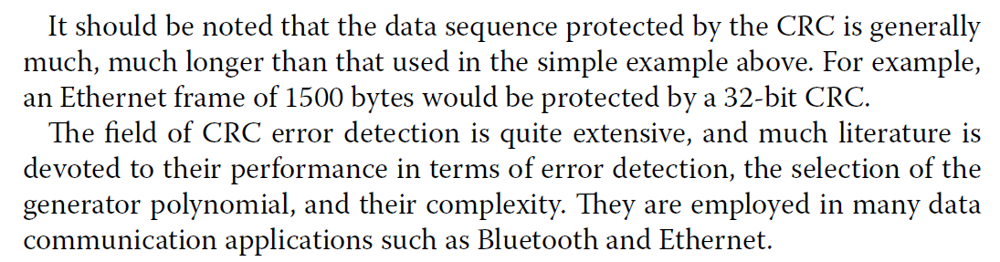 It should be noted that the data sequence protected by the CRC is generally
much, much longer than that used in the simple example above. For example,
an Ethernet frame of 1500 bytes would be protected by a 32-bit CRC.
The field of CRC error detection is quite extensive, and much literature is
devoted to their performance in terms of error detection, the selection of the
generator polynomial, and their complexity. They are employed in many data
communication applications such as Bluetooth and Ethernet.